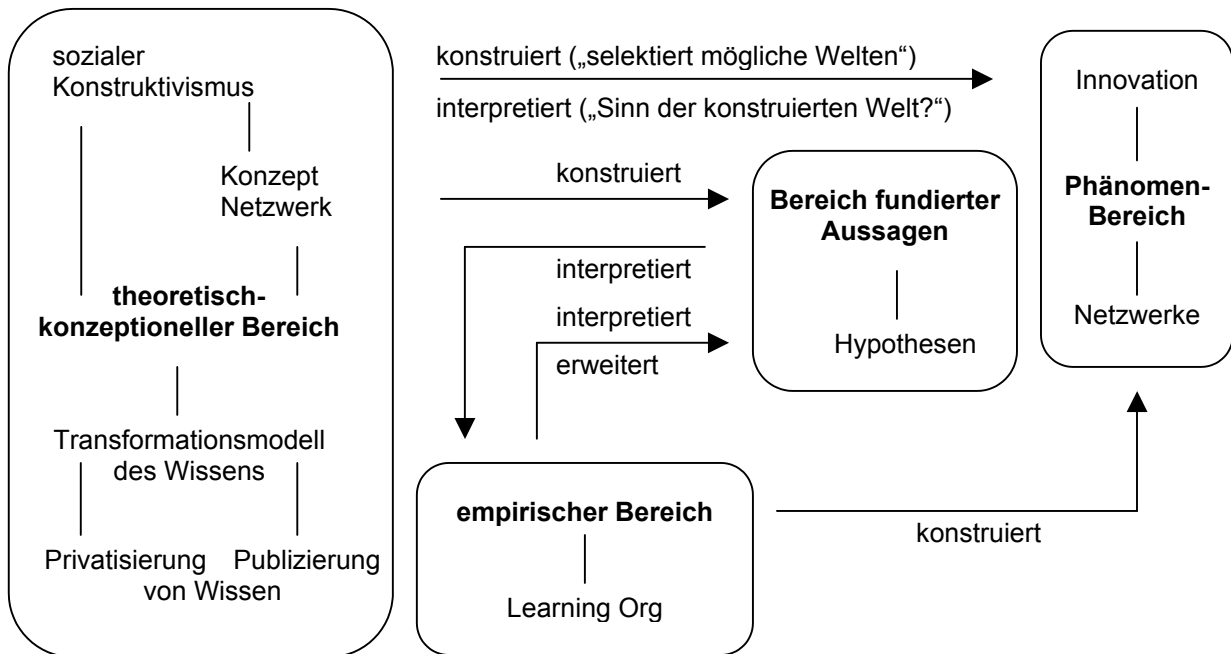 sozialer
Konstruktivismus
Konzept
Netzwerk
theoretisch-
konzeptioneller Bereich
Transformationsmodell
des Wissens
Privatisierung Publizierung
von Wissen
konstruiert („selektiert mögliche Welten“)
interpretiert („Sinn der konstruierten Welt?“)
konstruiert
interpretiert
interpretiert
erweitert
Bereich fundierter
Aussagen
Hypothesen
empirischer Bereich
Learning Org
konstruiert
Innovation
Phänomen-
Bereich
Netzwerke